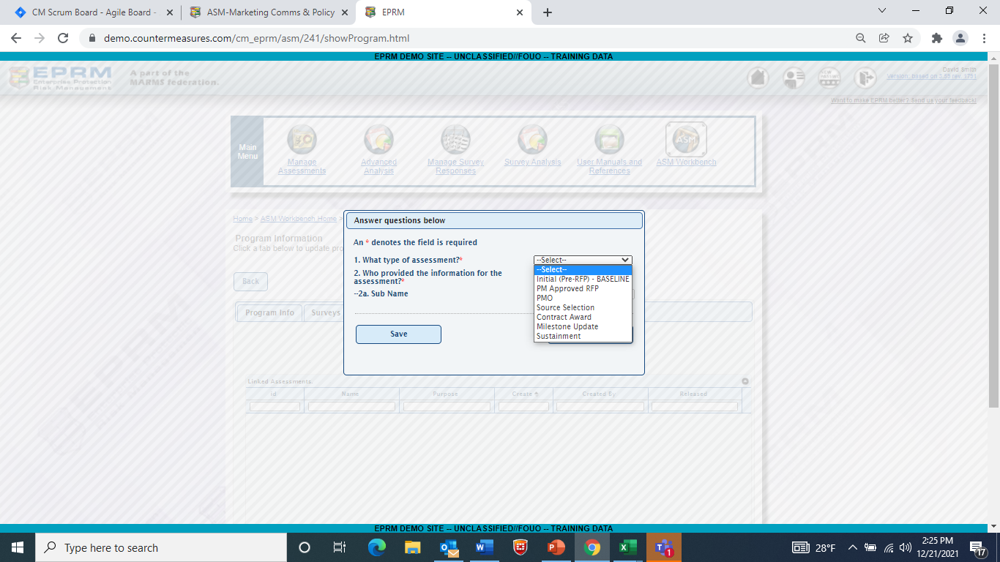 CM Scrum Board - Agile Board -
ASM-Marketing Comms & Policy
EPRM
demo.countermeasures.com/cm_eprm/asm/241/showProgram.html
EPRM DEMO SITE -- UNCLASSIFIED//FOUO -- TRAINING DATA
EPRM
Enterprise Protection
Risk Management
A part of the
MARMS federation.
David Smith
Version: based on 3.55 rev. 1751
Want to make EPRM better? Send us your feedback!
Main
Menu
Manage
Assessments
Advanced
Analysis
Manage Survey
Responses
Survey Analysis
User Manuals and
References
ASM
ASM Workbench
Home > ASM Workbench Home >
Program Information
Click a tab below to update pro
Back
Program Info
Surveys
Answer questions below
An * denotes the field is required
1. What type of assessment?*
--Select--
--Select--
Initial (Pre-RFP) - BASELINE
PM Approved RFP
PMO
Source Selection
Contract Award
Milestone Update
Sustainment
2. Who provided the information for the
assessment?*
--2a. Sub Name
Save
Linked Assessments
id
Name
Purpose
Create
Created By
Released
EPRM DEMO SITE -- UNCLASSIFIED//FOUO -- TRAINING DATA
Type here to search
28°F
2:25 PM
12/21/2021
17
1